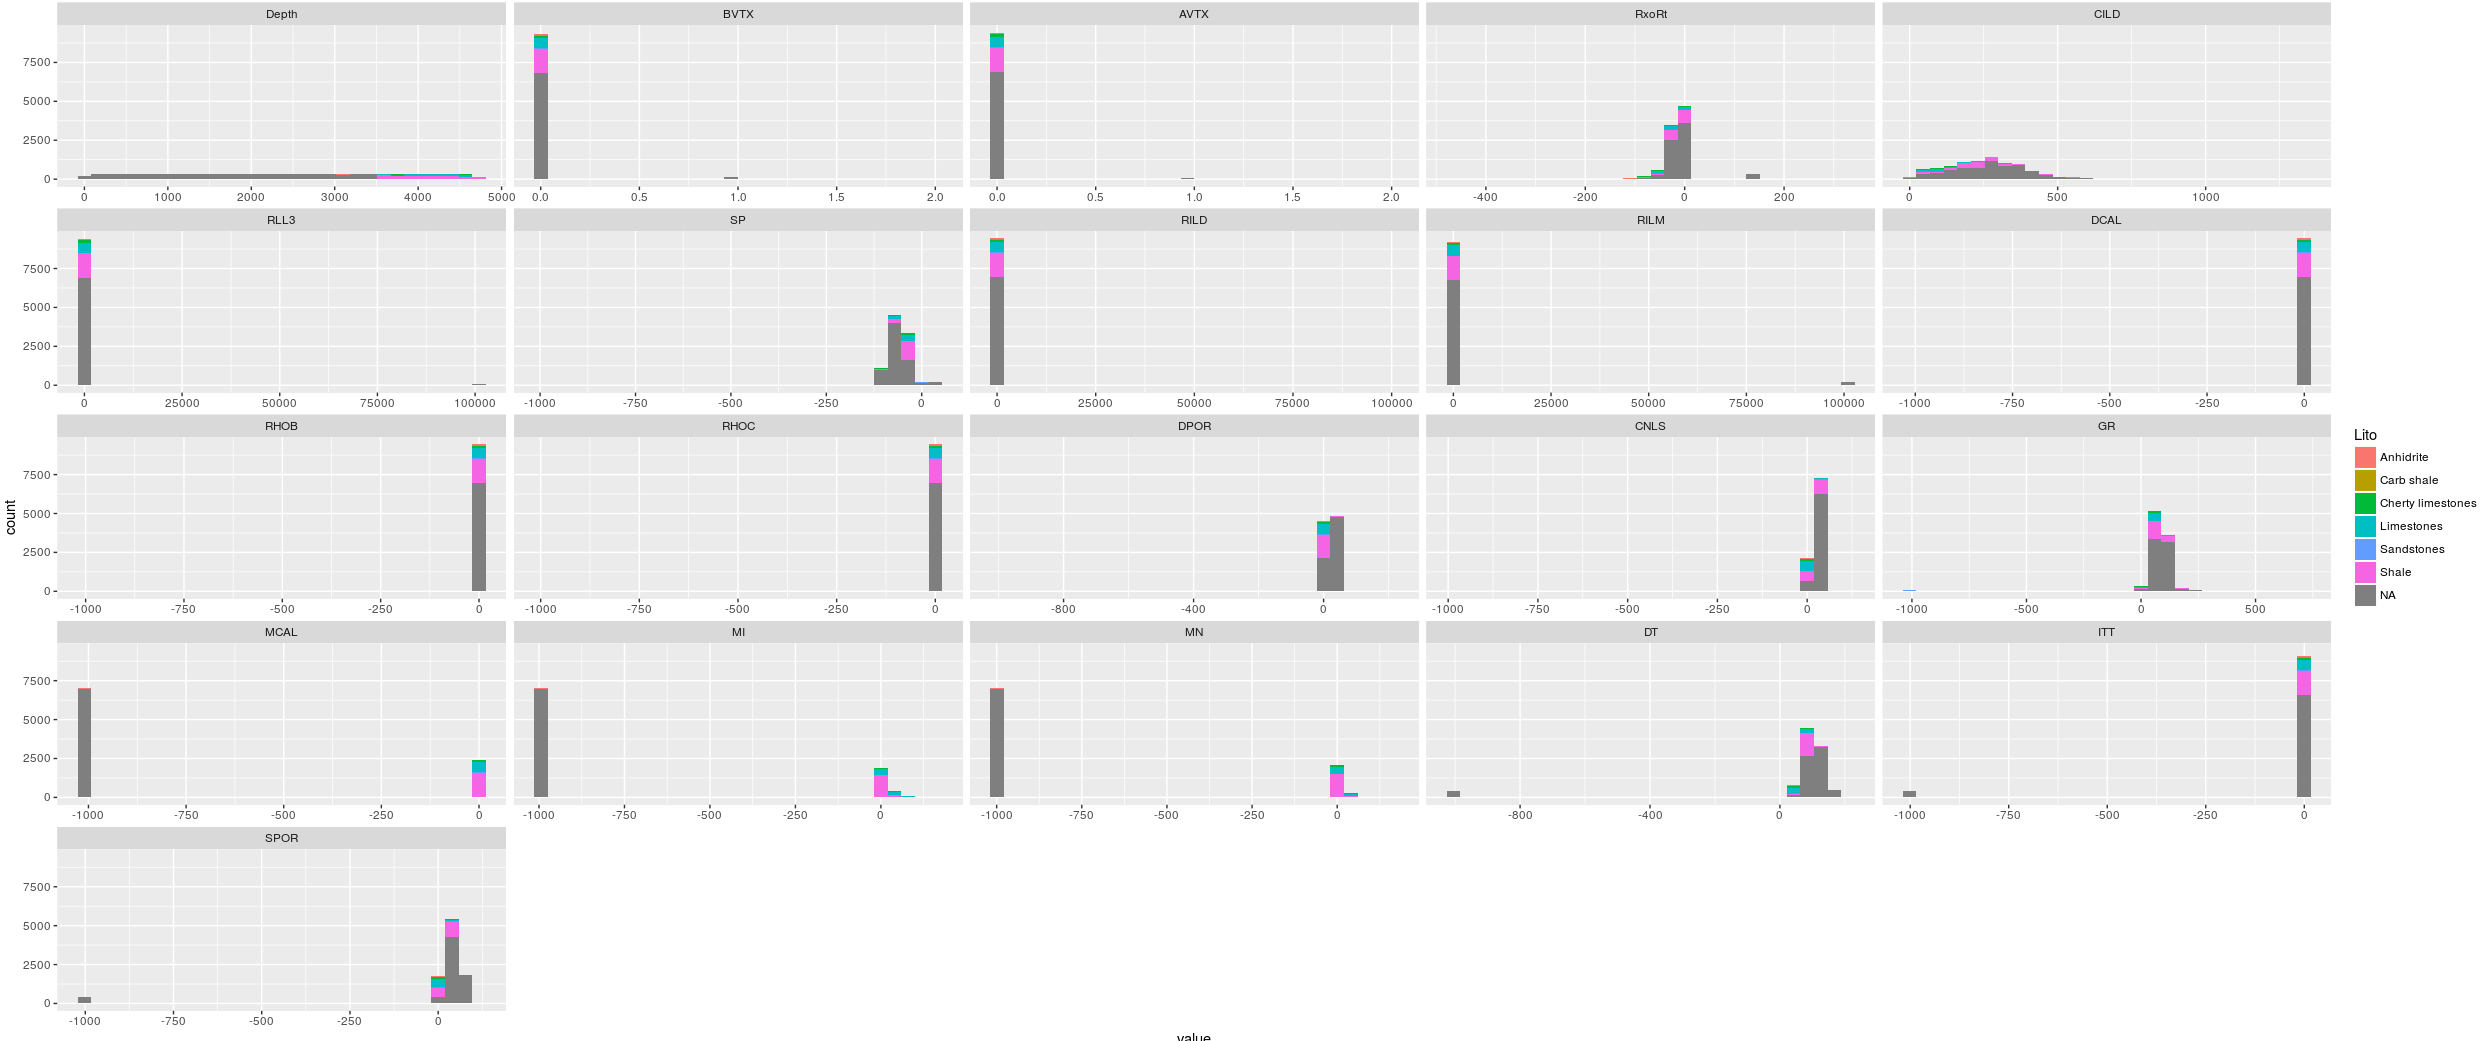 Depth BVTX AVTX RxoRt CILD
7500
5000
2500
0
0 1000 2000 3000 4000 5000 0.0 0.5 1.0 1.5 2.0 0.0 0.5 1.0 1.5 2.0 -400 -200 0 200 0 500 1000
RLL3 SP RILD RILM DCAL
7500
5000
2500
0
0 25000 50000 75000 100000 -1000 -750 -500 -250 0 0 25000 50000 75000 100000 0 25000 50000 75000 100000 -1000 -750 -500 -250 0
RHOB RHOC DPOR CNLS GR
7500
5000
2500
0
-1000 -750 -500 -250 0 -1000 -750 -500 -250 0 -800 -400 0 -1000 -750 -500 -250 0 -1000 -500 0 500
MCAL MI MN DT ITT
7500
5000
2500
0
-1000 -750 -500 -250 0 -1000 -750 -500 -250 0 -1000 -750 -500 -250 0 -800 -400 0 -1000 -750 -500 -250 0
SPOR
7500
5000
2500
0
-1000 -750 -500 -250 0
count
value
Lito
Anhidrite
Carb shale
Cherty limestones
Limestones
Sandstones
Shale
NA